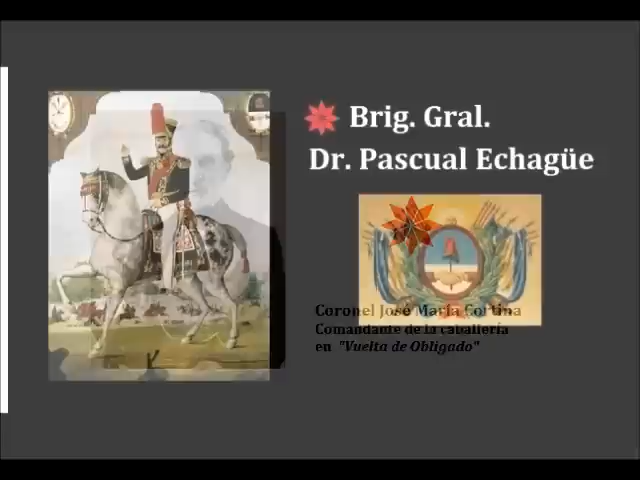 Brig. Gral.
Dr. Pascual Echagüe
Coronel José María Cortina
Comandante de la caballería
en "Vuelta de Obligado"